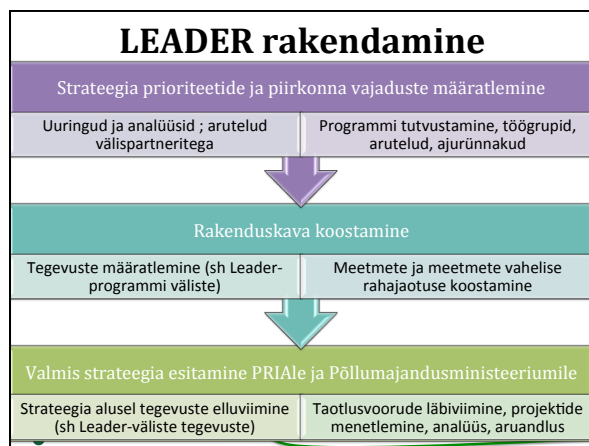 LEADER rakendamine
Strateegia prioriteetide ja piirkonna vajaduste määratlemine
Uuringud ja analüüsid ; arutelud
välispartneritega
Programmi tutvustamine, töögrupid,
arutelud, ajurünnakud
Rakenduskava koostamine
Tegevuste määratlemine (sh Leader-
programmi väliste)
Meetmete ja meetmete vahelise
rahajaotuse koostamine
Valmis strateegia esitamine PRIAle ja Põllumajandusministeeriumile
Strateegia alusel tegevuste elluviimine
(sh Leader-väliste tegevuste)
Taotlusvoorude läbiviimine, projektide
menetlemine, analüüs, aruandlus